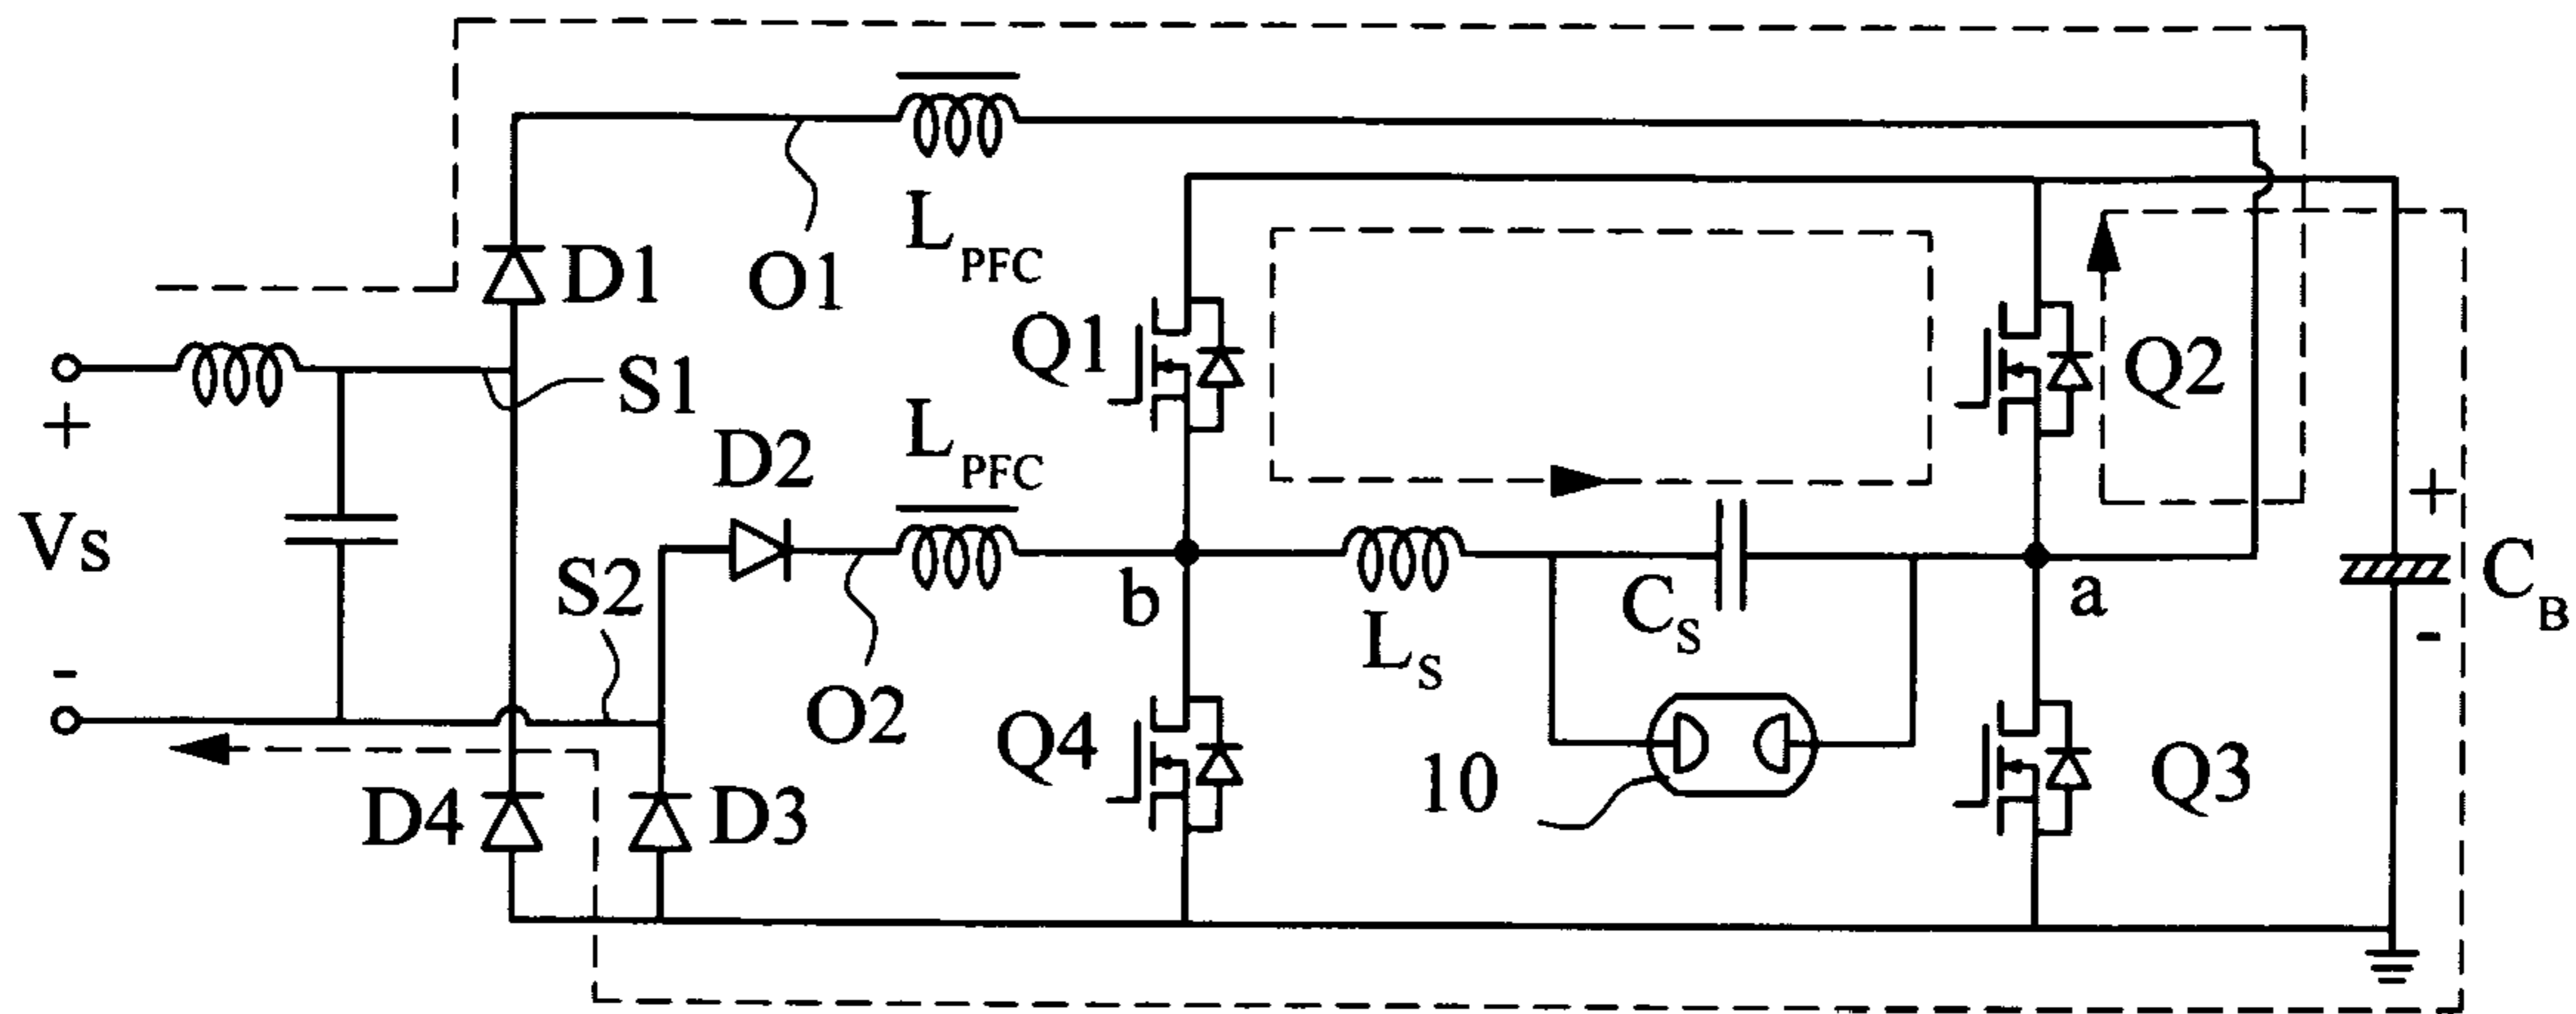 L PFC
O1
D1
Q1
Q2
S1
+
Vs
-
D2
L PFC
S2
b
L S
C S
a
+
C B
-
O2
Q4
10
Q3
D4
D3